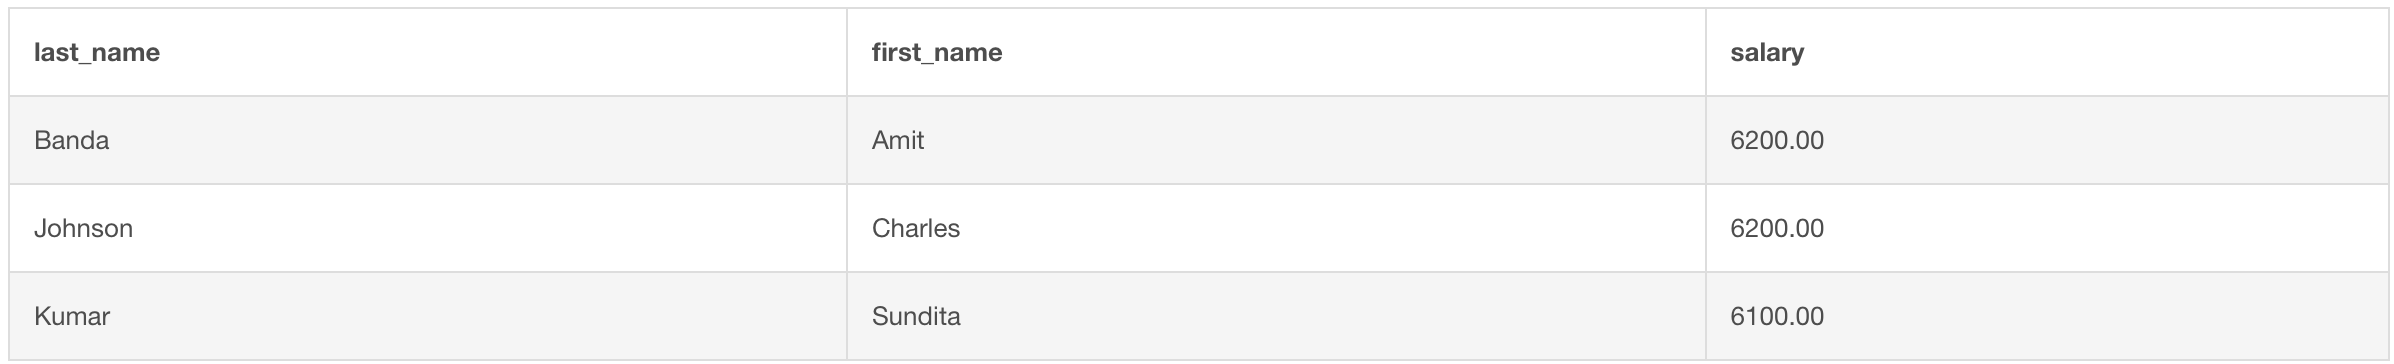 last_name first_name salary
Banda Amit 6200.00
Johnson Charles 6200.00
Kumar Sundita 6100.00